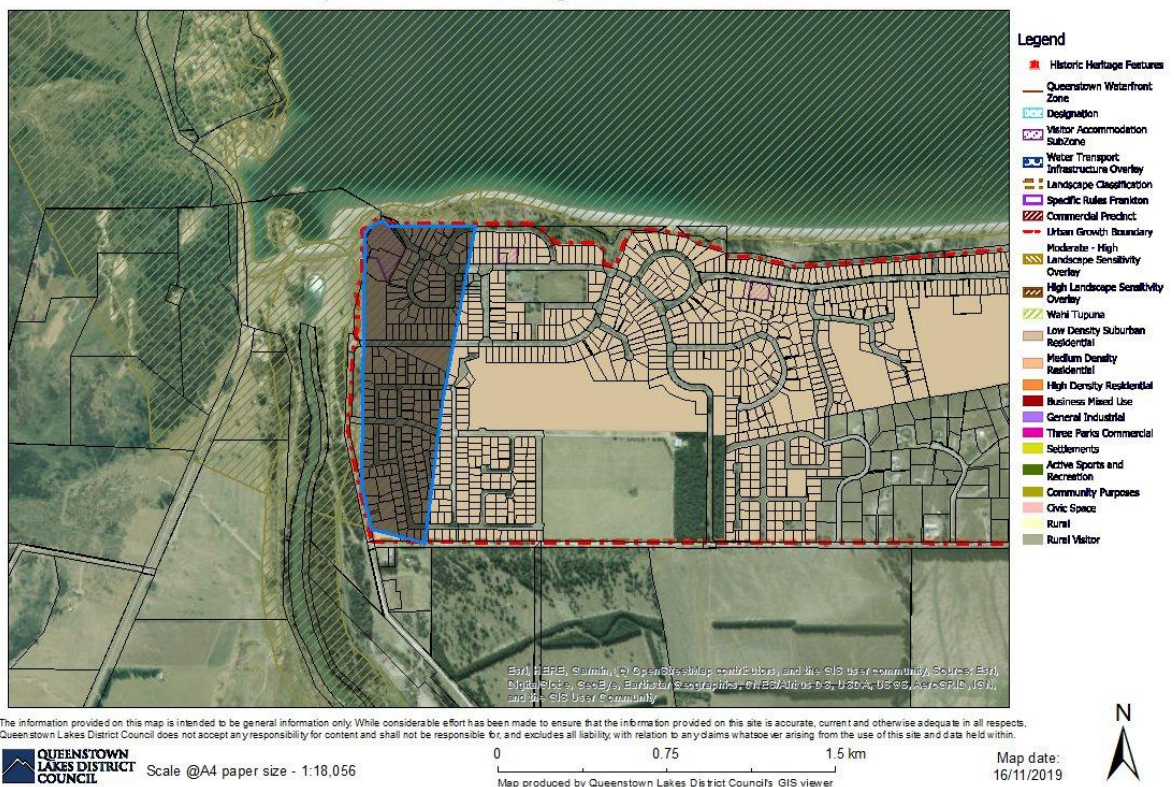 Legend
Historic Heritage Features
Queenstown Waterfront
Zone
Designation
Visitor Accommodation
SubZone
Water Transport
Infrastructure Overlay
Landscape Classification
Specific Rules Frankton
Commercial Precinct
Urban Growth Boundary
Moderate - High
Landscape Sensitivity
Overlay
High Landscape Sensitivity
Overlay
Wahi Tupuna
Low Density Suburban
Residential
Medium Density
Residential
High Density Residential
Business Mixed Use
General Industrial
Three Parks Commercial
Settlements
Active Sports and
Recreation
Community Purposes
Civic Space
Rural
Rural Visitor
Esri, HERE, Garmin, (c) OpenStreetMap contributors, and the GIS user community, Source: Esri,
DigitalGlobe, GeoEye, Earthstar Geographics, CNES/Airbus DS, USDA, USGS, AeroGRID, IGN,
and the GIS User Community
The information provided on this map is intended to be general information only. While considerable effort has been made to ensure that the information provided on this site is accurate, current and otherwise adequate in all respects,
Queenstown Lakes District Council does not accept any responsibility for content and shall not be responsible for, and excludes all liability, with relation to any claims whatsoever arising from the use of this site and data held within.
QUEENSTOWN
LAKES DISTRICT
COUNCIL
Scale @A4 paper size - 1:18,056
0 0.75 1.5 km
Map produced by Queenstown Lakes District Council's GIS viewer
N
Map date:
16/11/2019